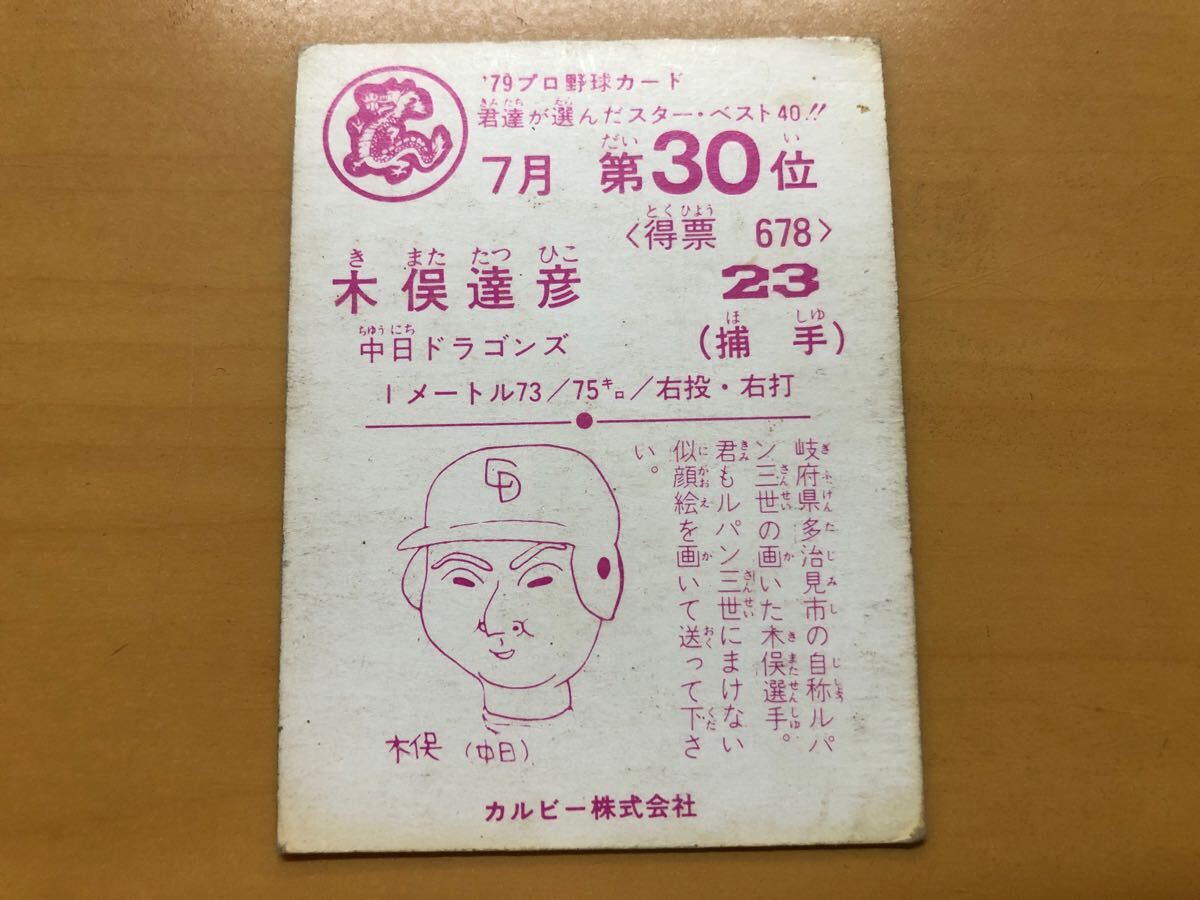 '79プロ野球カード
君達が選んだスター・ベスト40.!!
7月 第30位
〈得票 678〉
木俣達彦 23
中日ドラゴンズ (捕手)
1メートル73/75キロ/右投・右打
岐府県多治見市の自称ルパ
ン三世の画いた木俣選手。
君もルパン三世にまけない
似顔絵を画いて送って下さ
い。
CD
木俣(中日)
カルビー株式会社